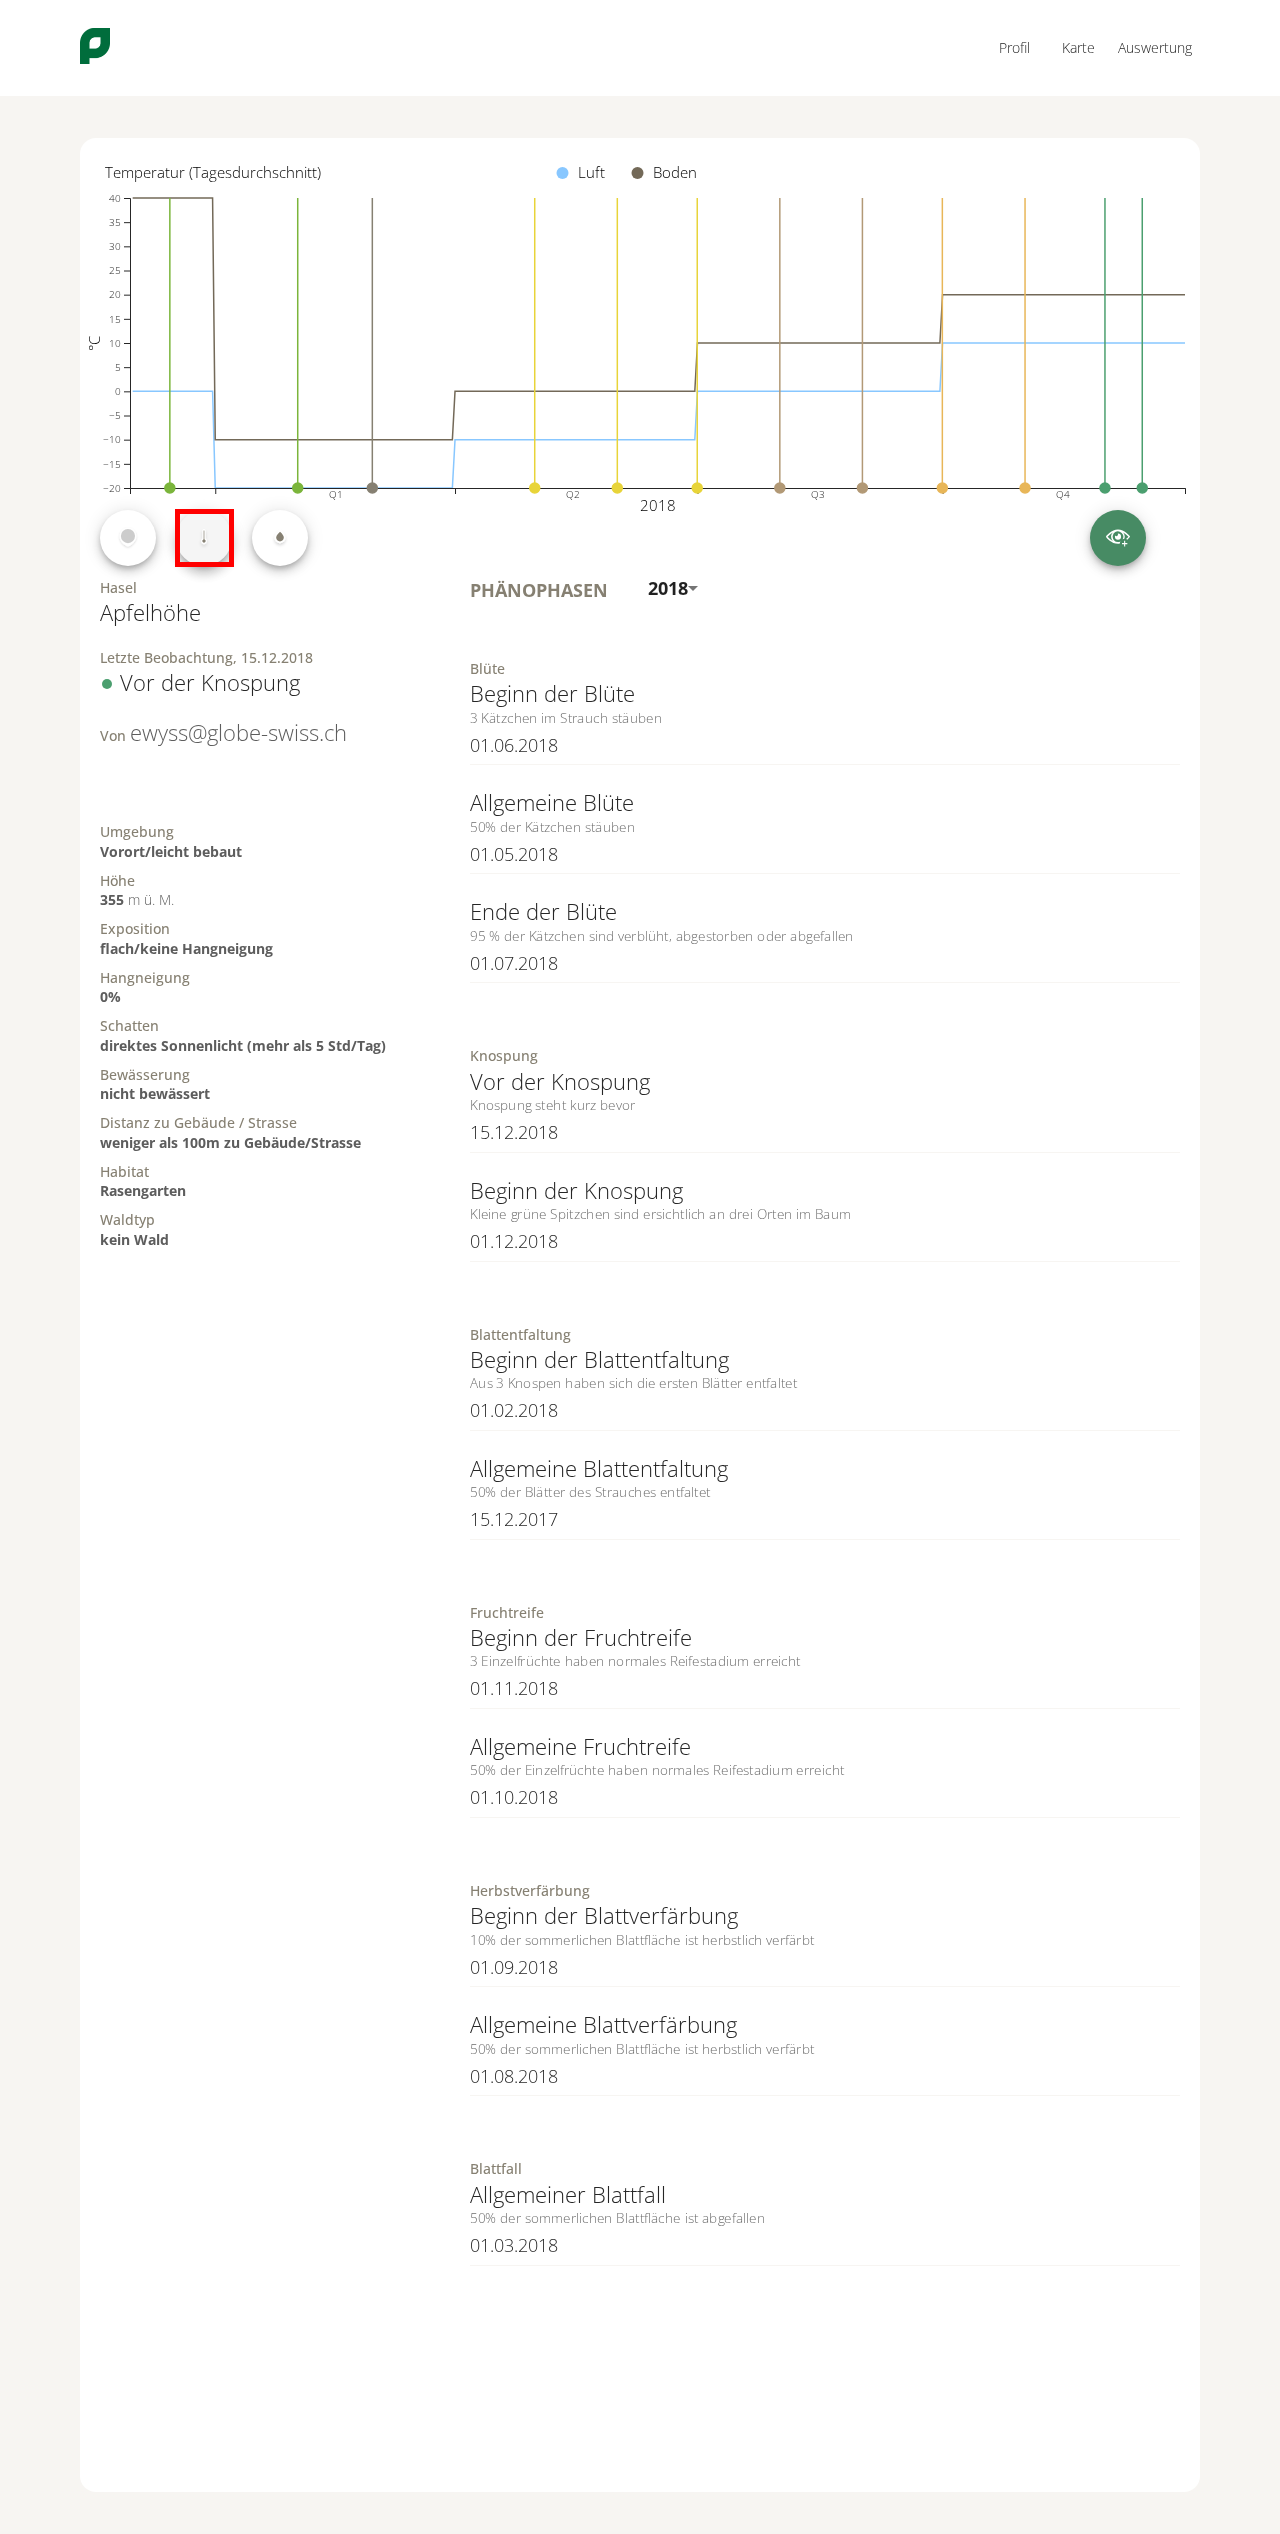 Profil Karte Auswertung
Temperatur (Tagesdurchschnitt) Luft Boden
40
35
30
25
20
15
10
5
0
−5
−10
−15
−20
°C
Q1 Q2 Q3 Q4
2018
Hasel
Apfelhöhe
Letzte Beobachtung, 15.12.2018
Vor der Knospung
Von ewyss@globe-swiss.ch
Umgebung
Vorort/leicht bebaut
Höhe
355 m ü. M.
Exposition
flach/keine Hangneigung
Hangneigung
0%
Schatten
direktes Sonnenlicht (mehr als 5 Std/Tag)
Bewässerung
nicht bewässert
Distanz zu Gebäude / Strasse
weniger als 100m zu Gebäude/Strasse
Habitat
Rasengarten
Waldtyp
kein Wald
PHÄNOPHASEN 2018
Blüte
Beginn der Blüte
3 Kätzchen im Strauch stäuben
01.06.2018
Allgemeine Blüte
50% der Kätzchen stäuben
01.05.2018
Ende der Blüte
95 % der Kätzchen sind verblüht, abgestorben oder abgefallen
01.07.2018
Knospung
Vor der Knospung
Knospung steht kurz bevor
15.12.2018
Beginn der Knospung
Kleine grüne Spitzchen sind ersichtlich an drei Orten im Baum
01.12.2018
Blattentfaltung
Beginn der Blattentfaltung
Aus 3 Knospen haben sich die ersten Blätter entfaltet
01.02.2018
Allgemeine Blattentfaltung
50% der Blätter des Strauches entfaltet
15.12.2017
Fruchtreife
Beginn der Fruchtreife
3 Einzelfrüchte haben normales Reifestadium erreicht
01.11.2018
Allgemeine Fruchtreife
50% der Einzelfrüchte haben normales Reifestadium erreicht
01.10.2018
Herbstverfärbung
Beginn der Blattverfärbung
10% der sommerlichen Blattfläche ist herbstlich verfärbt
01.09.2018
Allgemeine Blattverfärbung
50% der sommerlichen Blattfläche ist herbstlich verfärbt
01.08.2018
Blattfall
Allgemeiner Blattfall
50% der sommerlichen Blattfläche ist abgefallen
01.03.2018